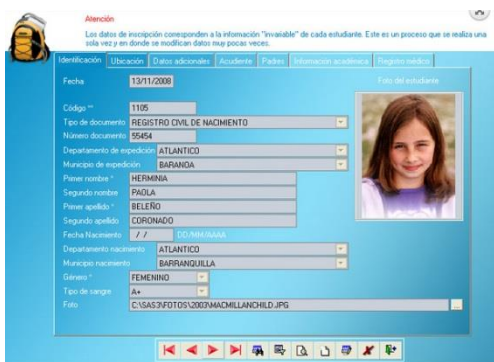 Atención
Los datos de inscripción corresponden a la información "invariable" de cada estudiante. Este es un proceso que se realiza una
sola vez y en donde se modifican datos muy pocas veces.
Identificación Ubicación Datos adicionales Acudiente Padres Información académica Registro médico
Fecha 13/11/2008 Foto del estudiante
Código ** 1105
Tipo de documento REGISTRO CIVIL DE NACIMIENTO
Número documento 55454
Departamento de expedición ATLANTICO
Municipio de expedición BARANOA
Primer nombre * HERMINIA
Segundo nombre PAOLA
Primer apellido * BELEÑO
Segundo apellido CORONADO
Fecha Nacimiento / / DD/MM/AAAA
Departamento nacimiento ATLANTICO
Municipio nacimiento BARRANQUILLA
Género * FEMENINO
Tipo de sangre A+
Foto C:\SAS3\FOTOS\2003\MACMILLANCHILD.JPG ...